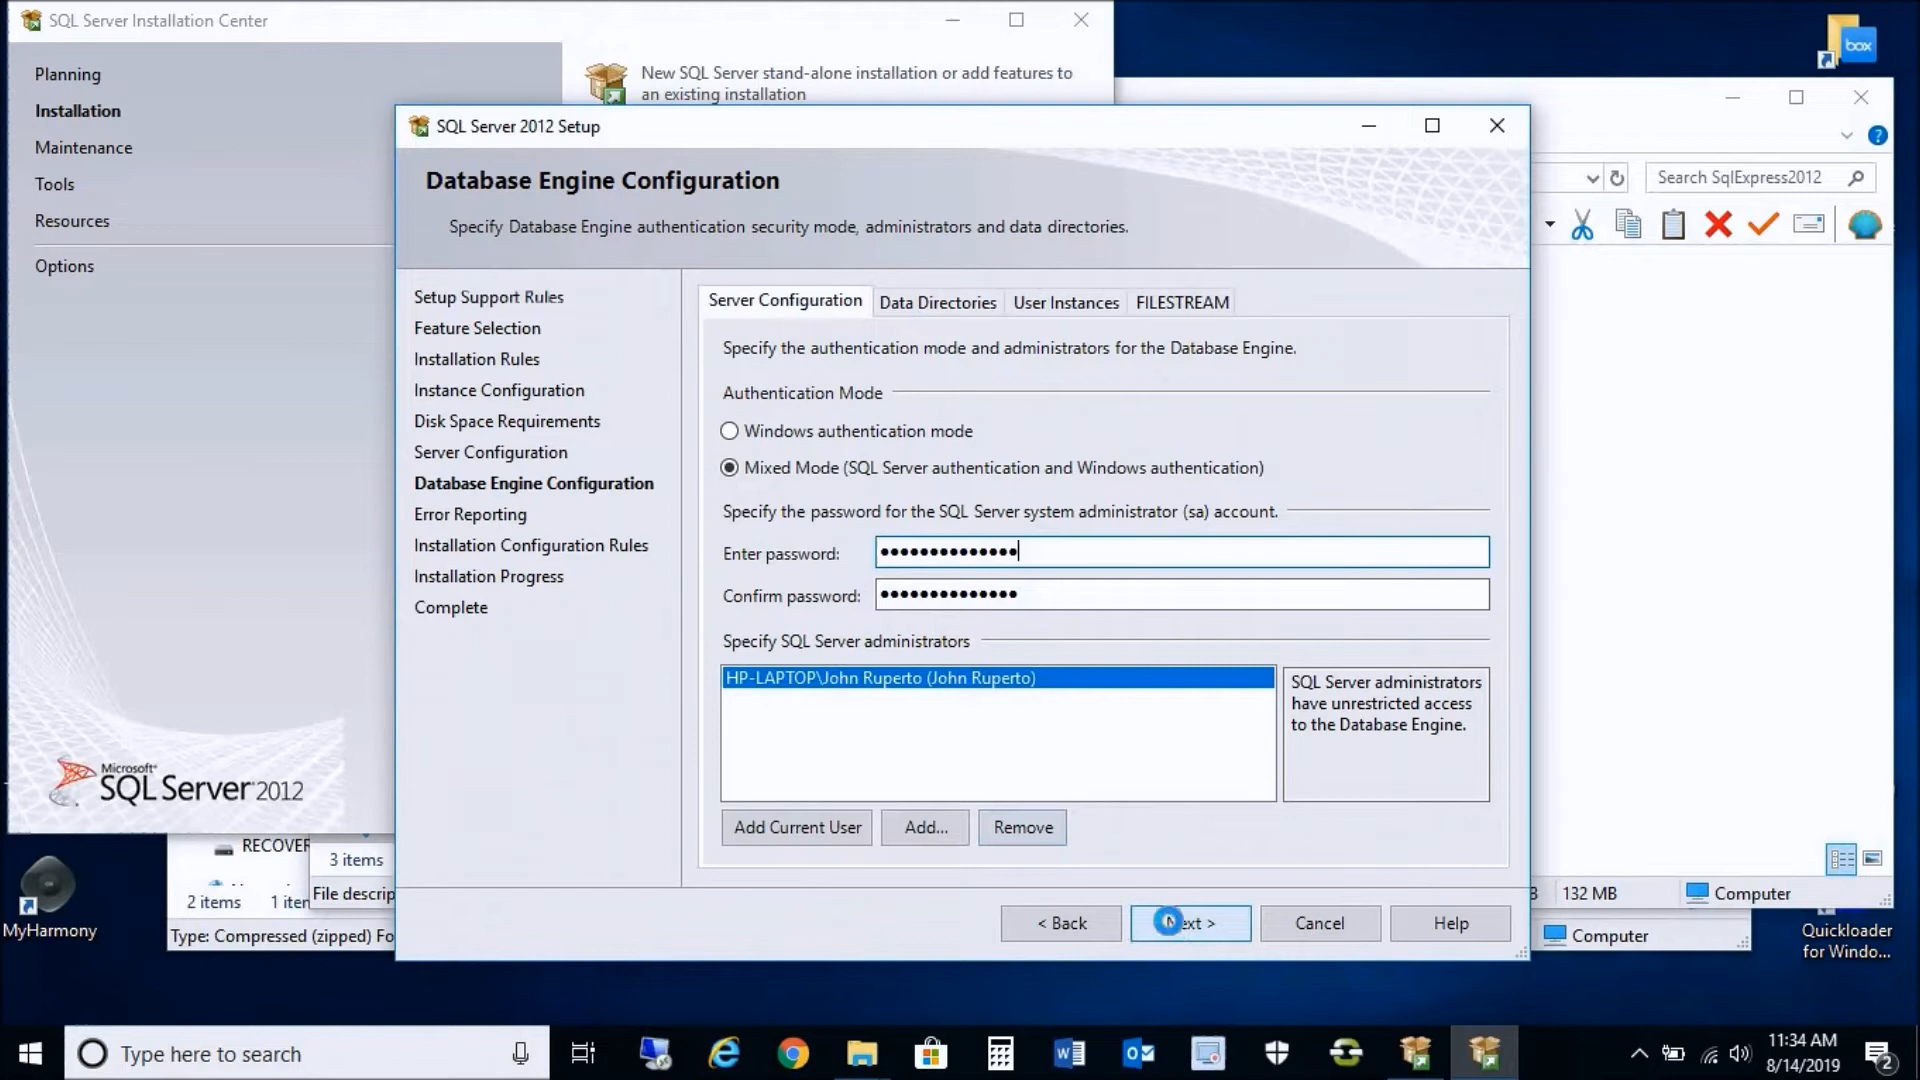 SQL Server Installation Center
Planning
Installation
Maintenance
Tools
Resources
Options
New SQL Server stand-alone installation or add features to
an existing installation
Microsoft®
SQL Server® 2012
SQL Server 2012 Setup
Database Engine Configuration
Specify Database Engine authentication security mode, administrators and data directories.
Setup Support Rules
Feature Selection
Installation Rules
Instance Configuration
Disk Space Requirements
Server Configuration
Database Engine Configuration
Error Reporting
Installation Configuration Rules
Installation Progress
Complete
Server Configuration
Data Directories
User Instances
FILESTREAM
Specify the authentication mode and administrators for the Database Engine.
Authentication Mode
Windows authentication mode
Mixed Mode (SQL Server authentication and Windows authentication)
Specify the password for the SQL Server system administrator (sa) account.
Enter password: ••••••••••••••
Confirm password: ••••••••••••••
Specify SQL Server administrators
HP-LAPTOP\John Ruperto (John Ruperto)
SQL Server administrators
have unrestricted access
to the Database Engine.
Add Current User
Add...
Remove
< Back
Next >
Cancel
Help
box
Search SqlExpress2012
132 MB
Computer
Computer
RECOVER
3 items
File descrip
2 items
1 iten
Type: Compressed (zipped) Fo
MyHarmony
Quickloader
for Windo...
Type here to search
11:34 AM
8/14/2019
2